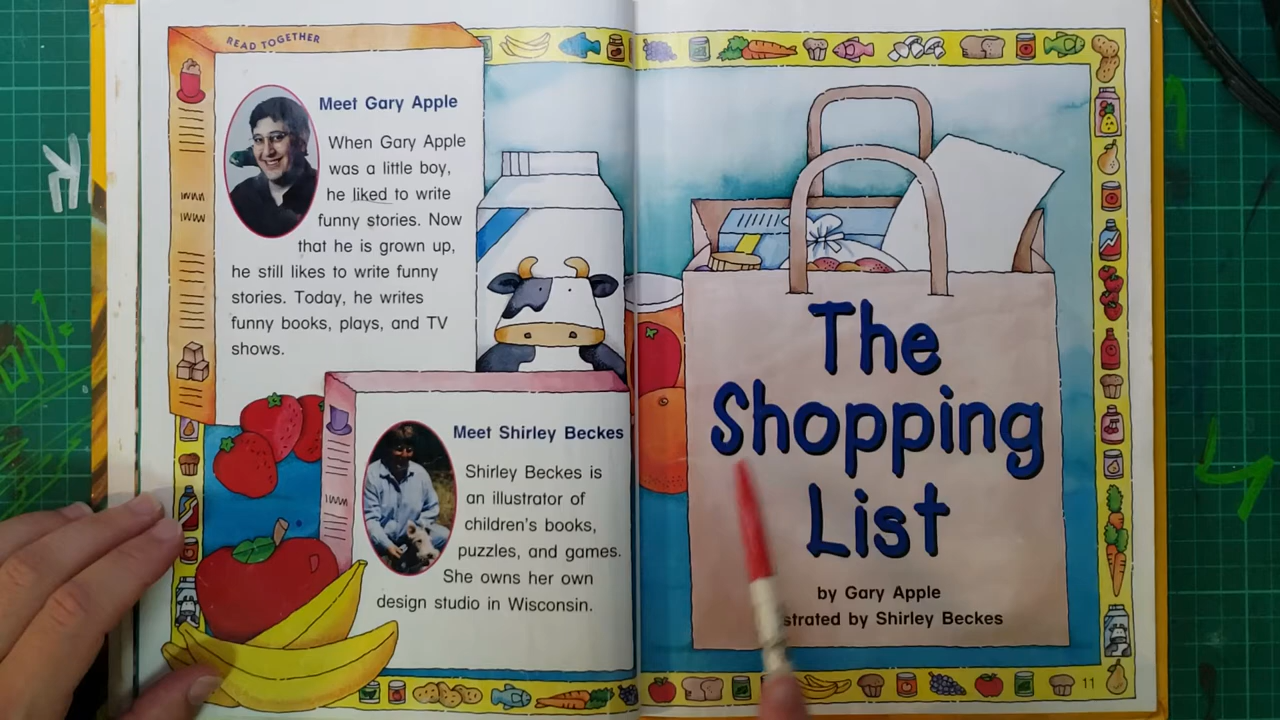 READ TOGETHER
Meet Gary Apple
When Gary Apple
was a little boy,
he liked to write
funny stories. Now
that he is grown up,
he still likes to write funny
stories. Today, he writes
funny books, plays, and TV
shows.
Meet Shirley Beckes
Shirley Beckes is
an illustrator of
children's books,
puzzles, and games.
She owns her own
design studio in Wisconsin.
The
Shopping
List
by Gary Apple
strated by Shirley Beckes
11